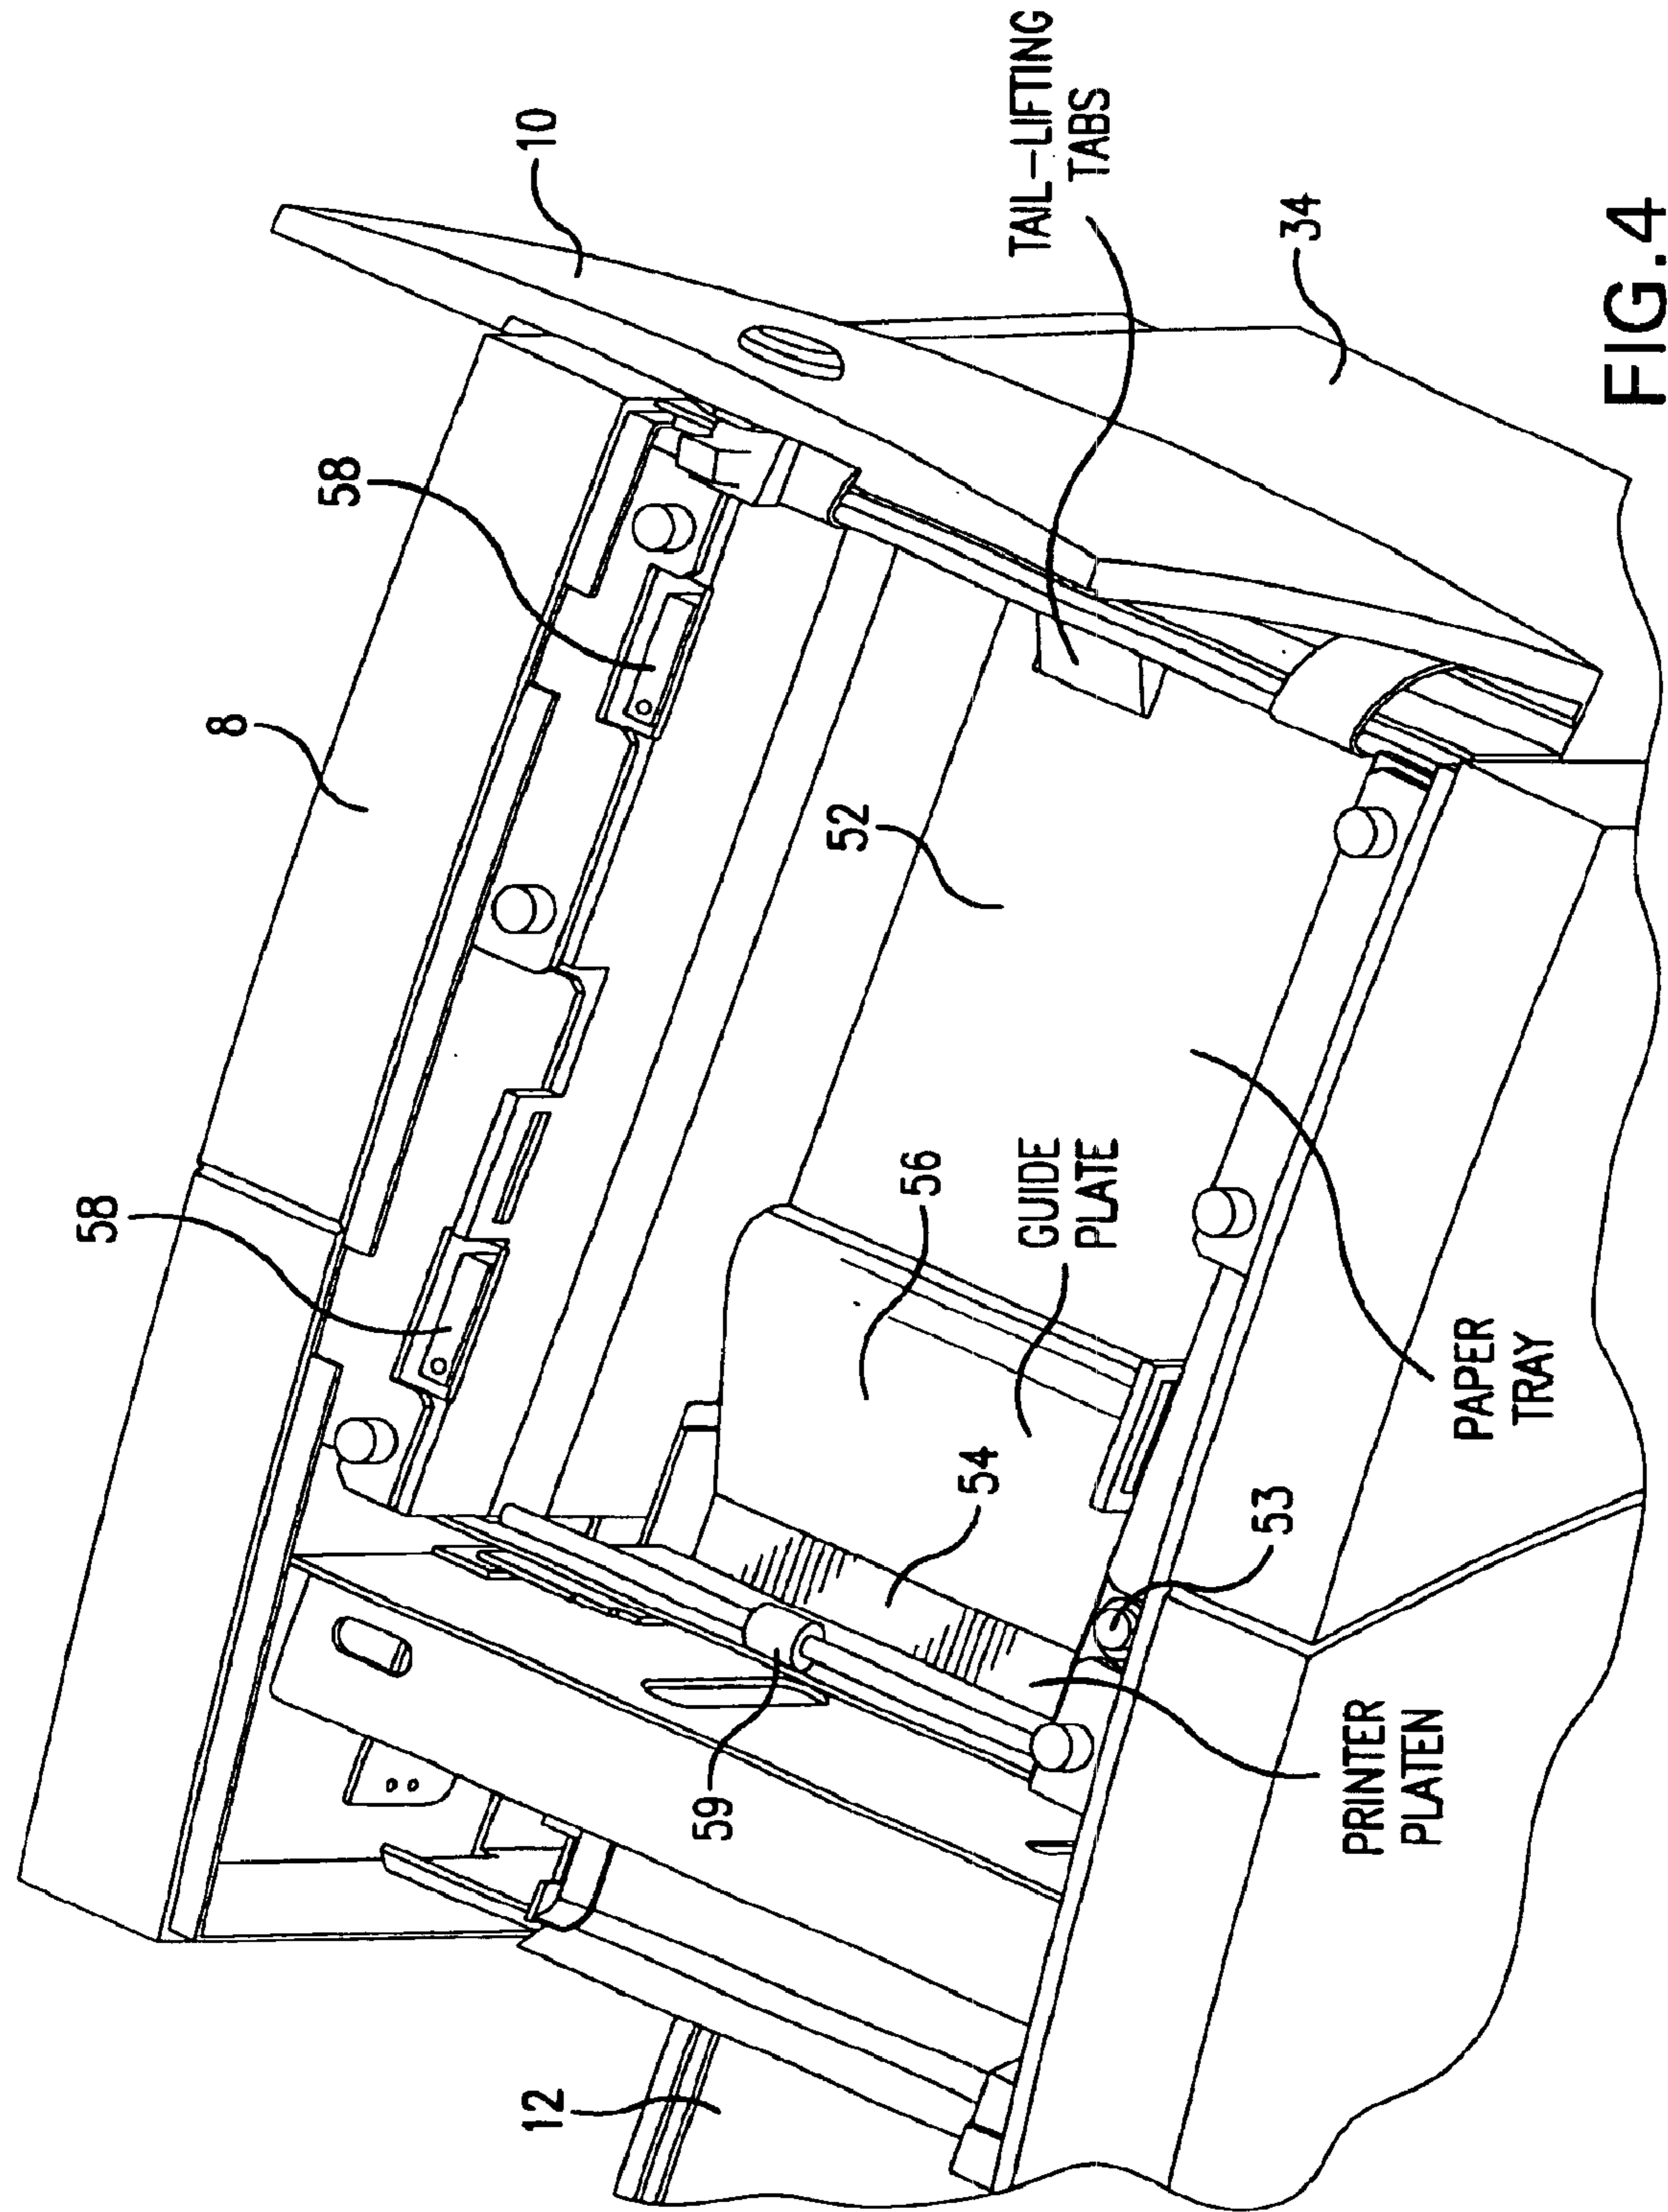 10
TAIL-LIFTING
TABS
34
58
8
52
58
56
GUIDE
PLATE
PAPER
TRAY
54
53
59
PRINTER
PLATEN
12
FIG.4